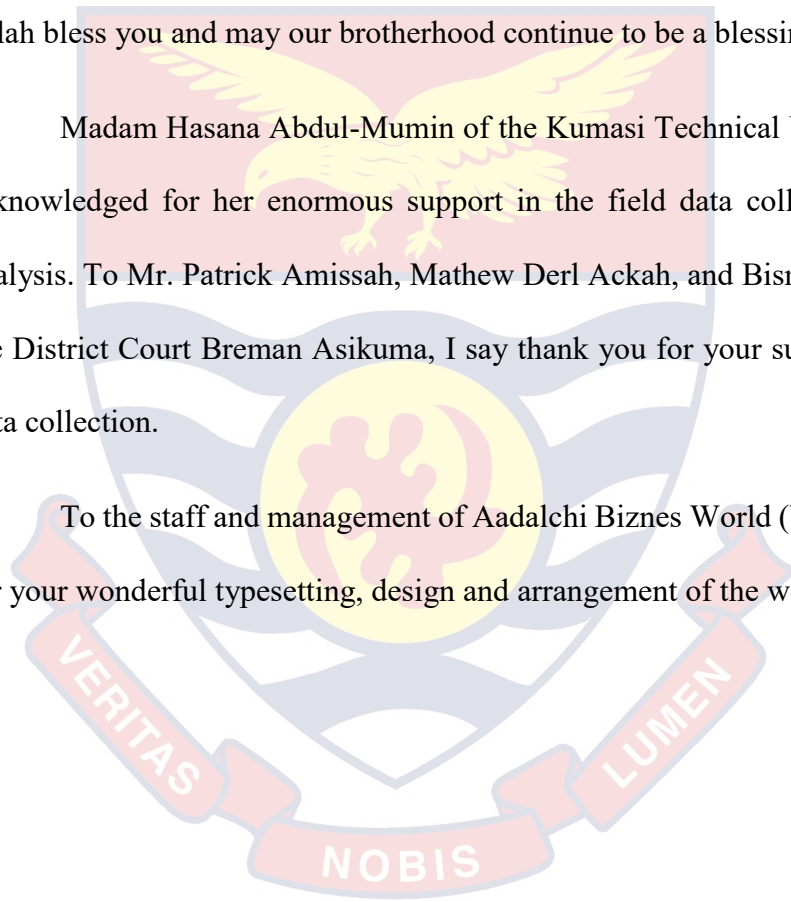 lah bless you and may our brotherhood continue to be a blessin
Madam Hasana Abdul-Mumin of the Kumasi Technical
knowledged for her enormous support in the field data coll
alysis. To Mr. Patrick Amissah, Mathew Derl Ackah, and Bisn
e District Court Breman Asikuma, I say thank you for your su
ta collection.
To the staff and management of Aadalchi Biznes World (
r your wonderful typesetting, design and arrangement of the w
VERITAS
NOBIS
LUMEN